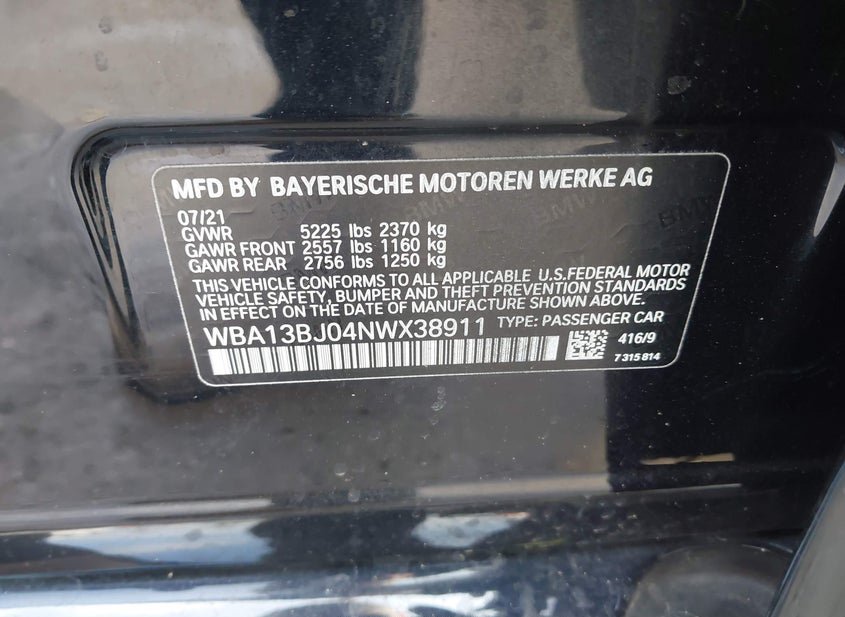 MFD BY BAYERISCHE MOTOREN WERKE AG
07/21
GVWR 5225 lbs 2370 kg
GAWR FRONT 2557 lbs 1160 kg
GAWR REAR 2756 lbs 1250 kg
THIS VEHICLE CONFORMS TO ALL APPLICABLE U.S.FEDERAL MOTOR
VEHICLE SAFETY, BUMPER AND THEFT PREVENTION STANDARDS
IN EFFECT ON THE DATE OF MANUFACTURE SHOWN ABOVE.
WBA13BJ04NWX38911 TYPE: PASSENGER CAR
416/9
7 315 814